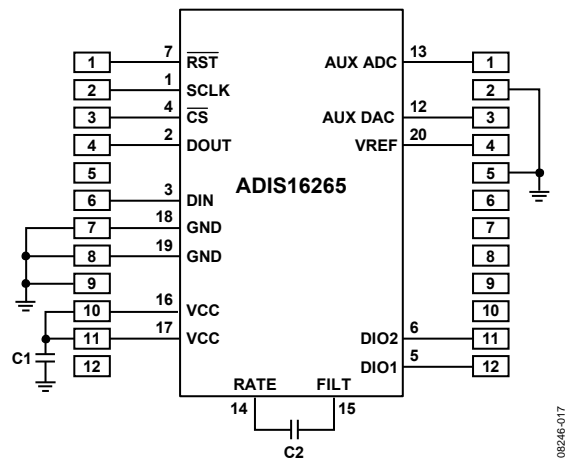 1 7 RST AUX ADC 13 1
2 1 SCLK 2
3 4 CS AUX DAC 12 3
4 2 DOUT VREF 20 4
5 5
ADIS16265
6 3 DIN 6
7 18 GND 7
8 19 GND 8
9 9
10 16 VCC 10
11 17 VCC DIO2 6 11
C1 12 DIO1 5 12
RATE FILT
14 15
C2
08246-017